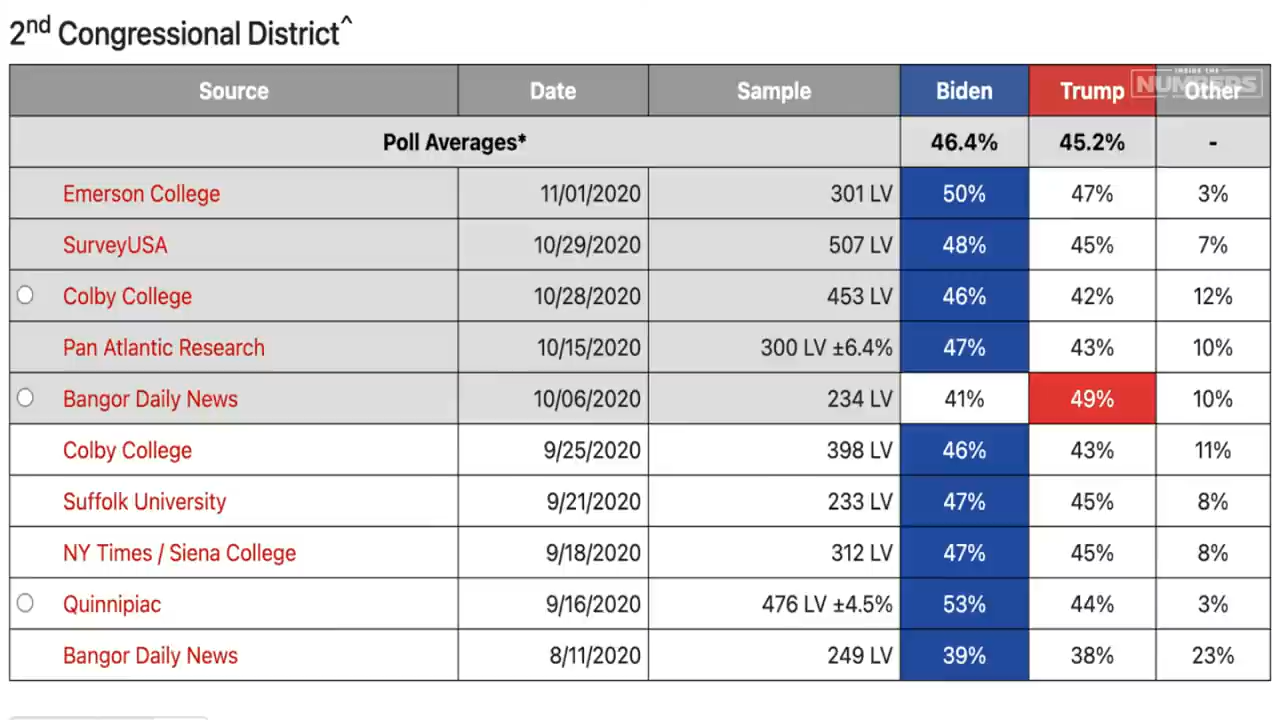 2nd Congressional District^
Source Date Sample Biden Trump Other
INSIDE THE
NUMBERS
Poll Averages* 46.4% 45.2% -
Emerson College 11/01/2020 301 LV 50% 47% 3%
SurveyUSA 10/29/2020 507 LV 48% 45% 7%
Colby College 10/28/2020 453 LV 46% 42% 12%
Pan Atlantic Research 10/15/2020 300 LV ±6.4% 47% 43% 10%
Bangor Daily News 10/06/2020 234 LV 41% 49% 10%
Colby College 9/25/2020 398 LV 46% 43% 11%
Suffolk University 9/21/2020 233 LV 47% 45% 8%
NY Times / Siena College 9/18/2020 312 LV 47% 45% 8%
Quinnipiac 9/16/2020 476 LV ±4.5% 53% 44% 3%
Bangor Daily News 8/11/2020 249 LV 39% 38% 23%